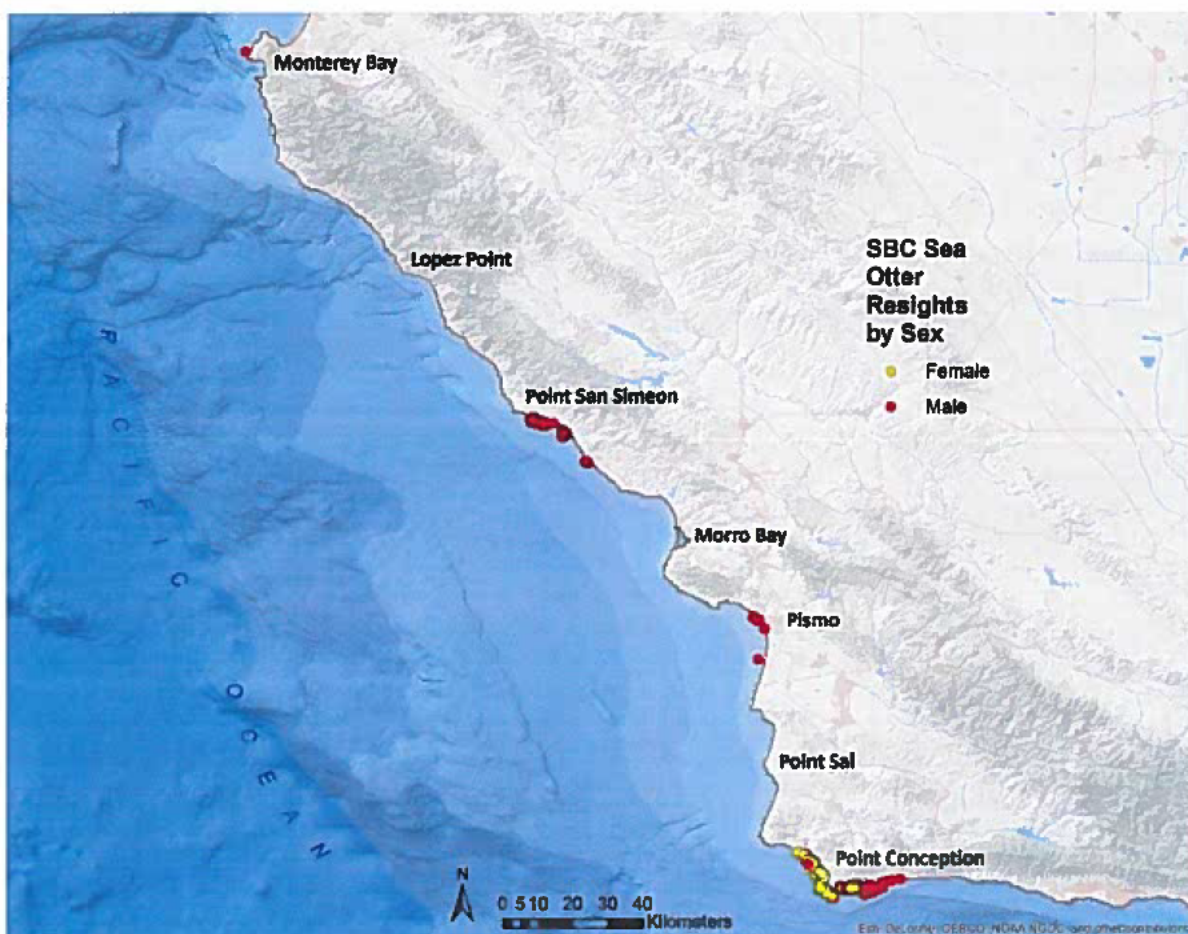 Monterey Bay
Lopez Point
SBC Sea
Otter
Resights
by Sex
Female
Male
Point San Simeon
PACIFIC
OCEAN
Morro Bay
Pismo
Point Sal
Point Conception
N
0 5 10 20 30 40
Kilometers